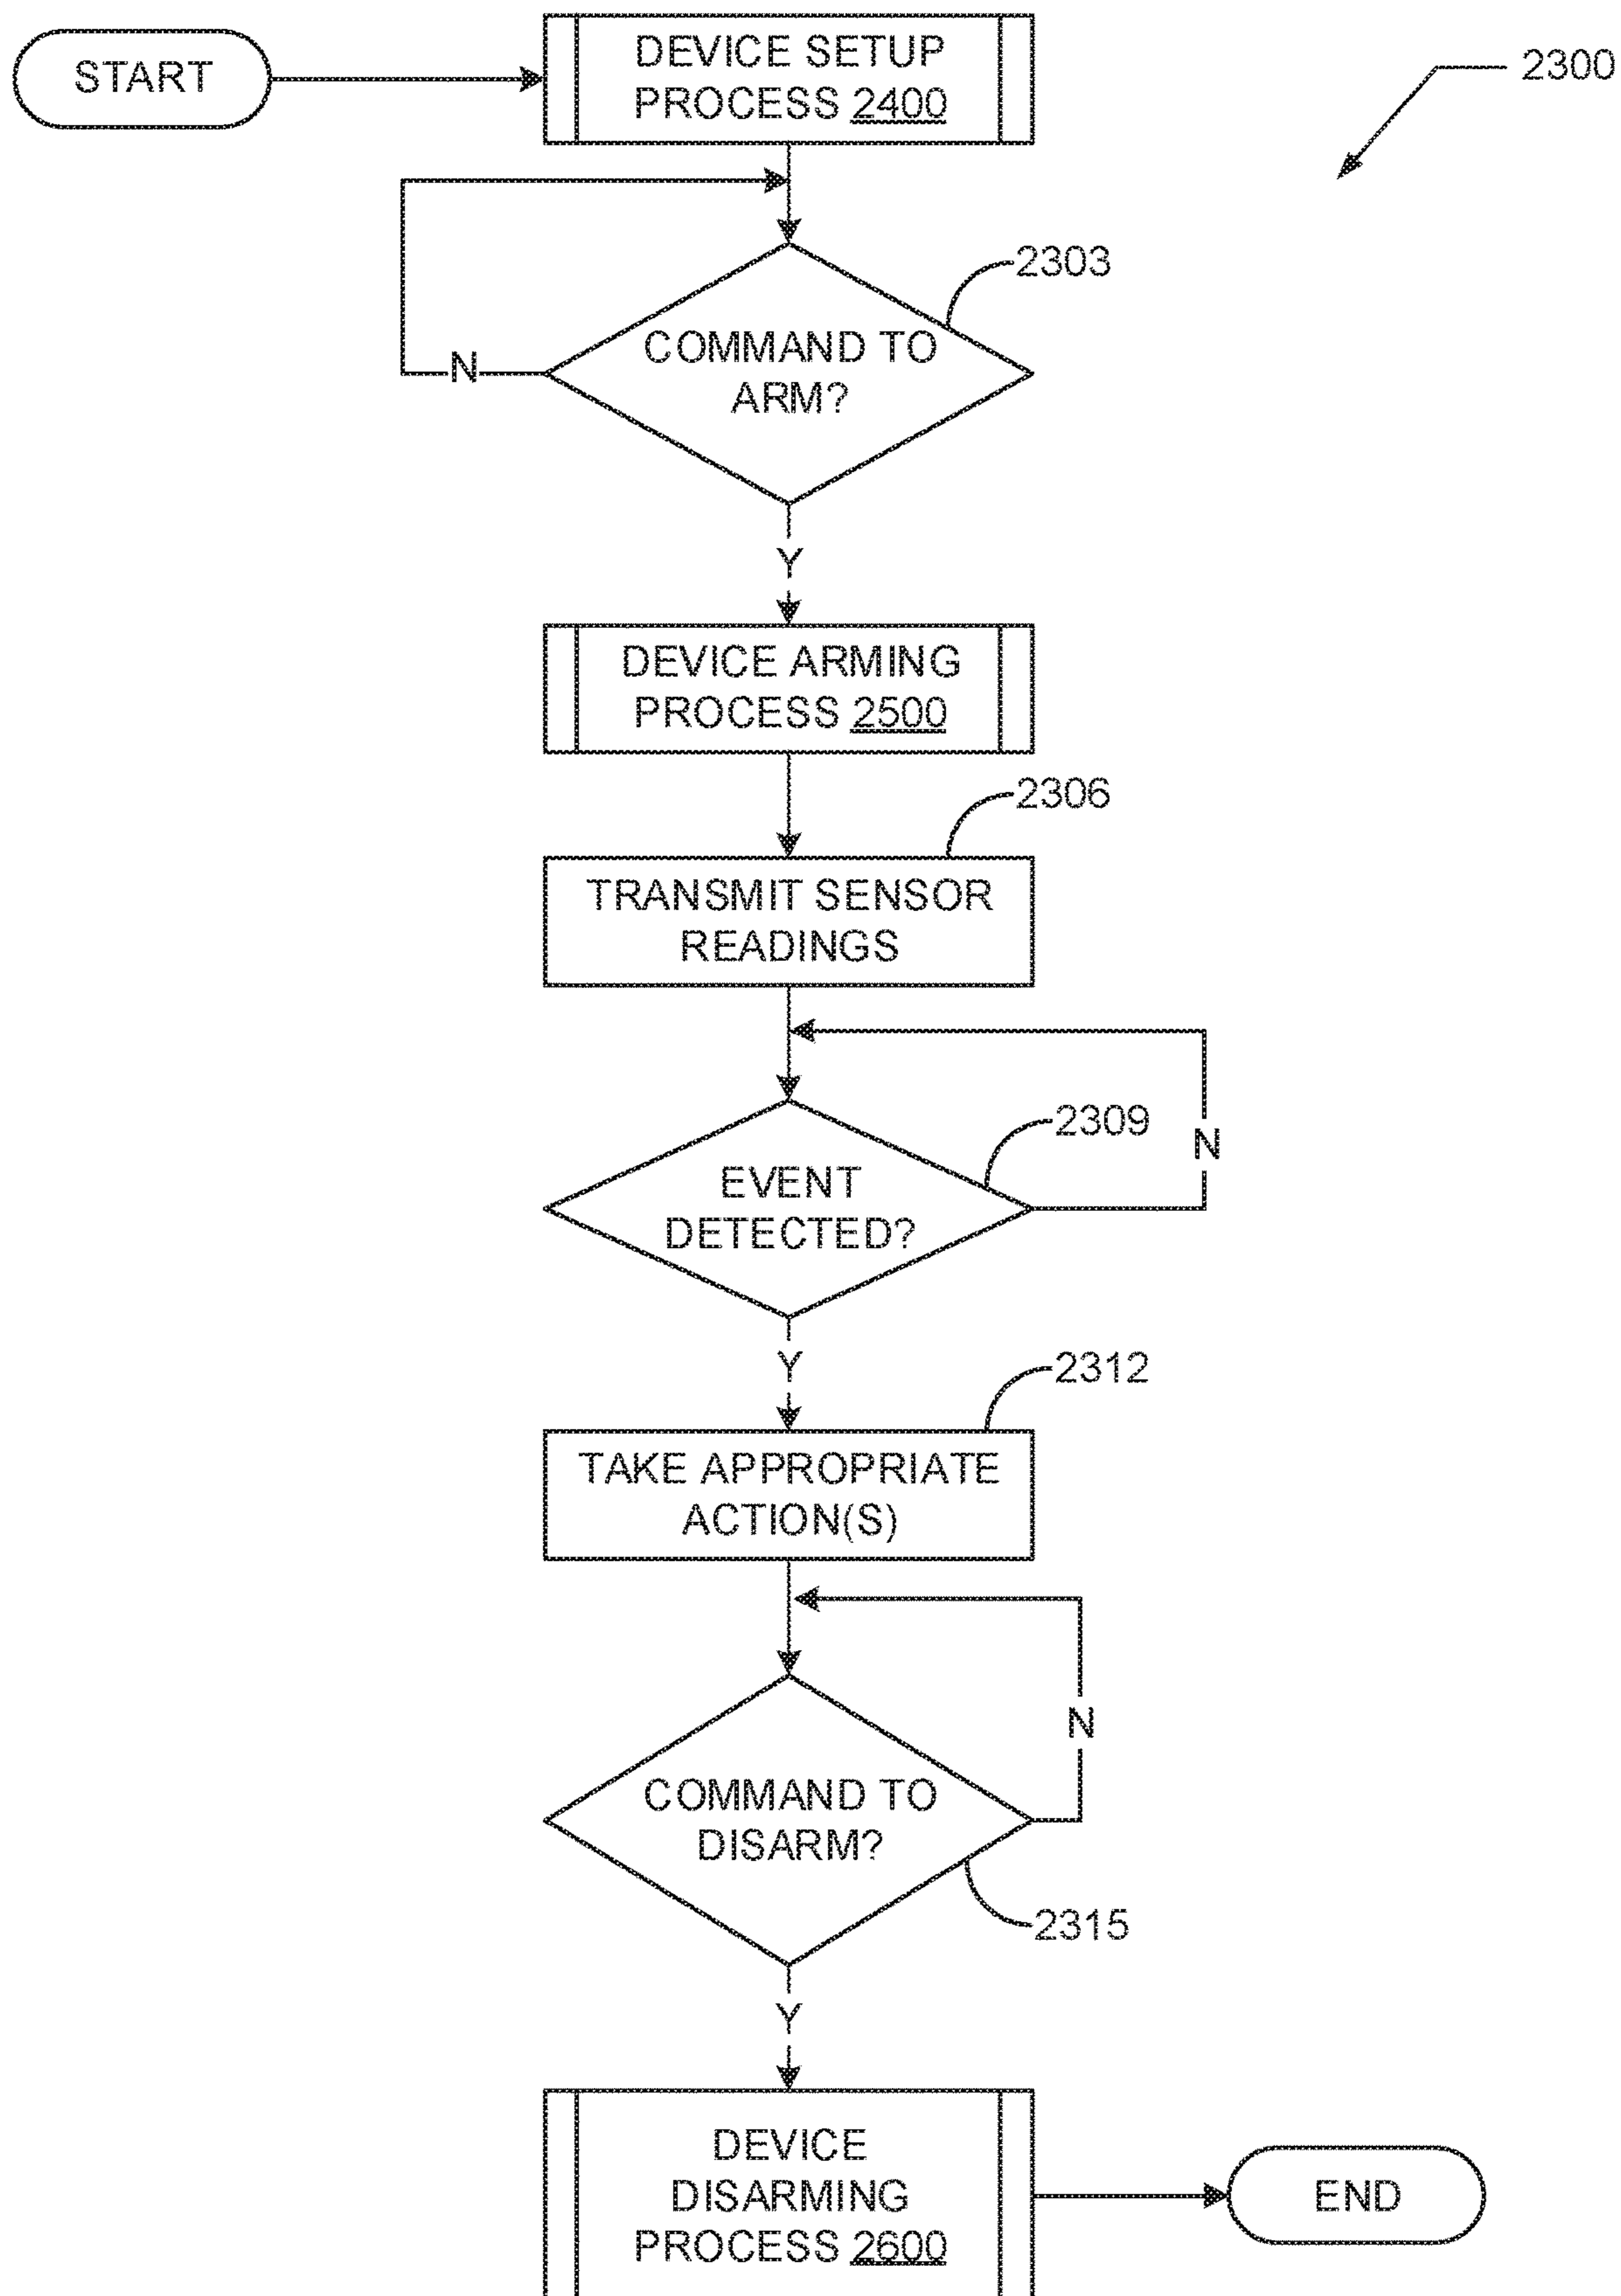 START
DEVICE SETUP
PROCESS 2400
2300
2303
COMMAND TO
ARM?
N
Y
DEVICE ARMING
PROCESS 2500
2306
TRANSMIT SENSOR
READINGS
2309
N
EVENT
DETECTED?
Y
2312
TAKE APPROPRIATE
ACTION(S)
N
COMMAND TO
DISARM?
2315
Y
DEVICE
DISARMING
PROCESS 2600
END